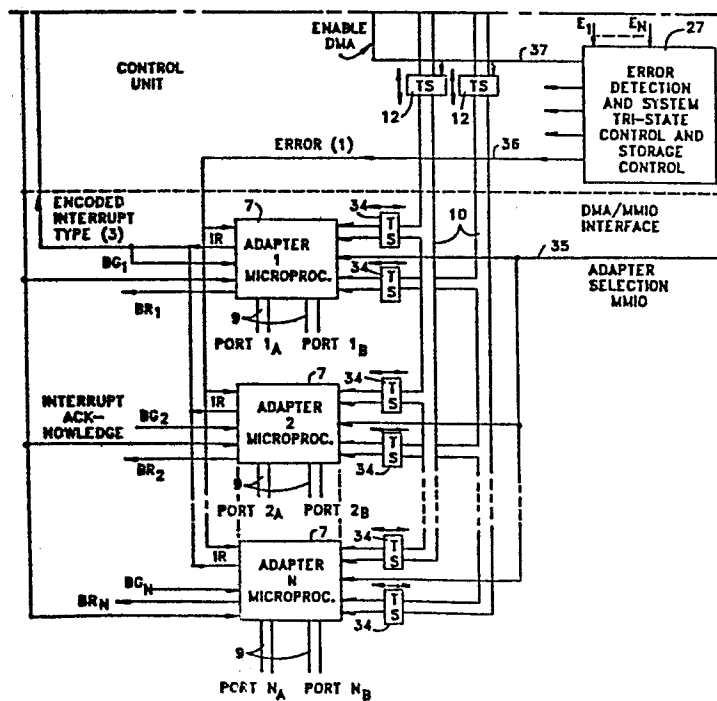 ENABLE
DMA
E1 EN
27
37
CONTROL
UNIT
TS
TS
12
12
ERROR
DETECTION
AND SYSTEM
TRI-STATE
CONTROL AND
STORAGE
CONTROL
ERROR (1)
36
ENCODED
INTERRUPT
TYPE (3)
7
34
10
DMA/MMIO
INTERFACE
IR
ADAPTER
1
MICROPROC.
TS
35
BG1
34
ADAPTER
SELECTION
MMIO
TS
BR1
9
PORT 1A PORT 1B
7
34
IR
ADAPTER
2
MICROPROC.
TS
INTERRUPT
ACK-
NOWLEDGE
BG2
TS
34
BR2
9
PORT 2A PORT 2B
7
34
IR
ADAPTER
N
MICROPROC.
TS
BGN
BRN
TS
34
9
PORT NA PORT NB